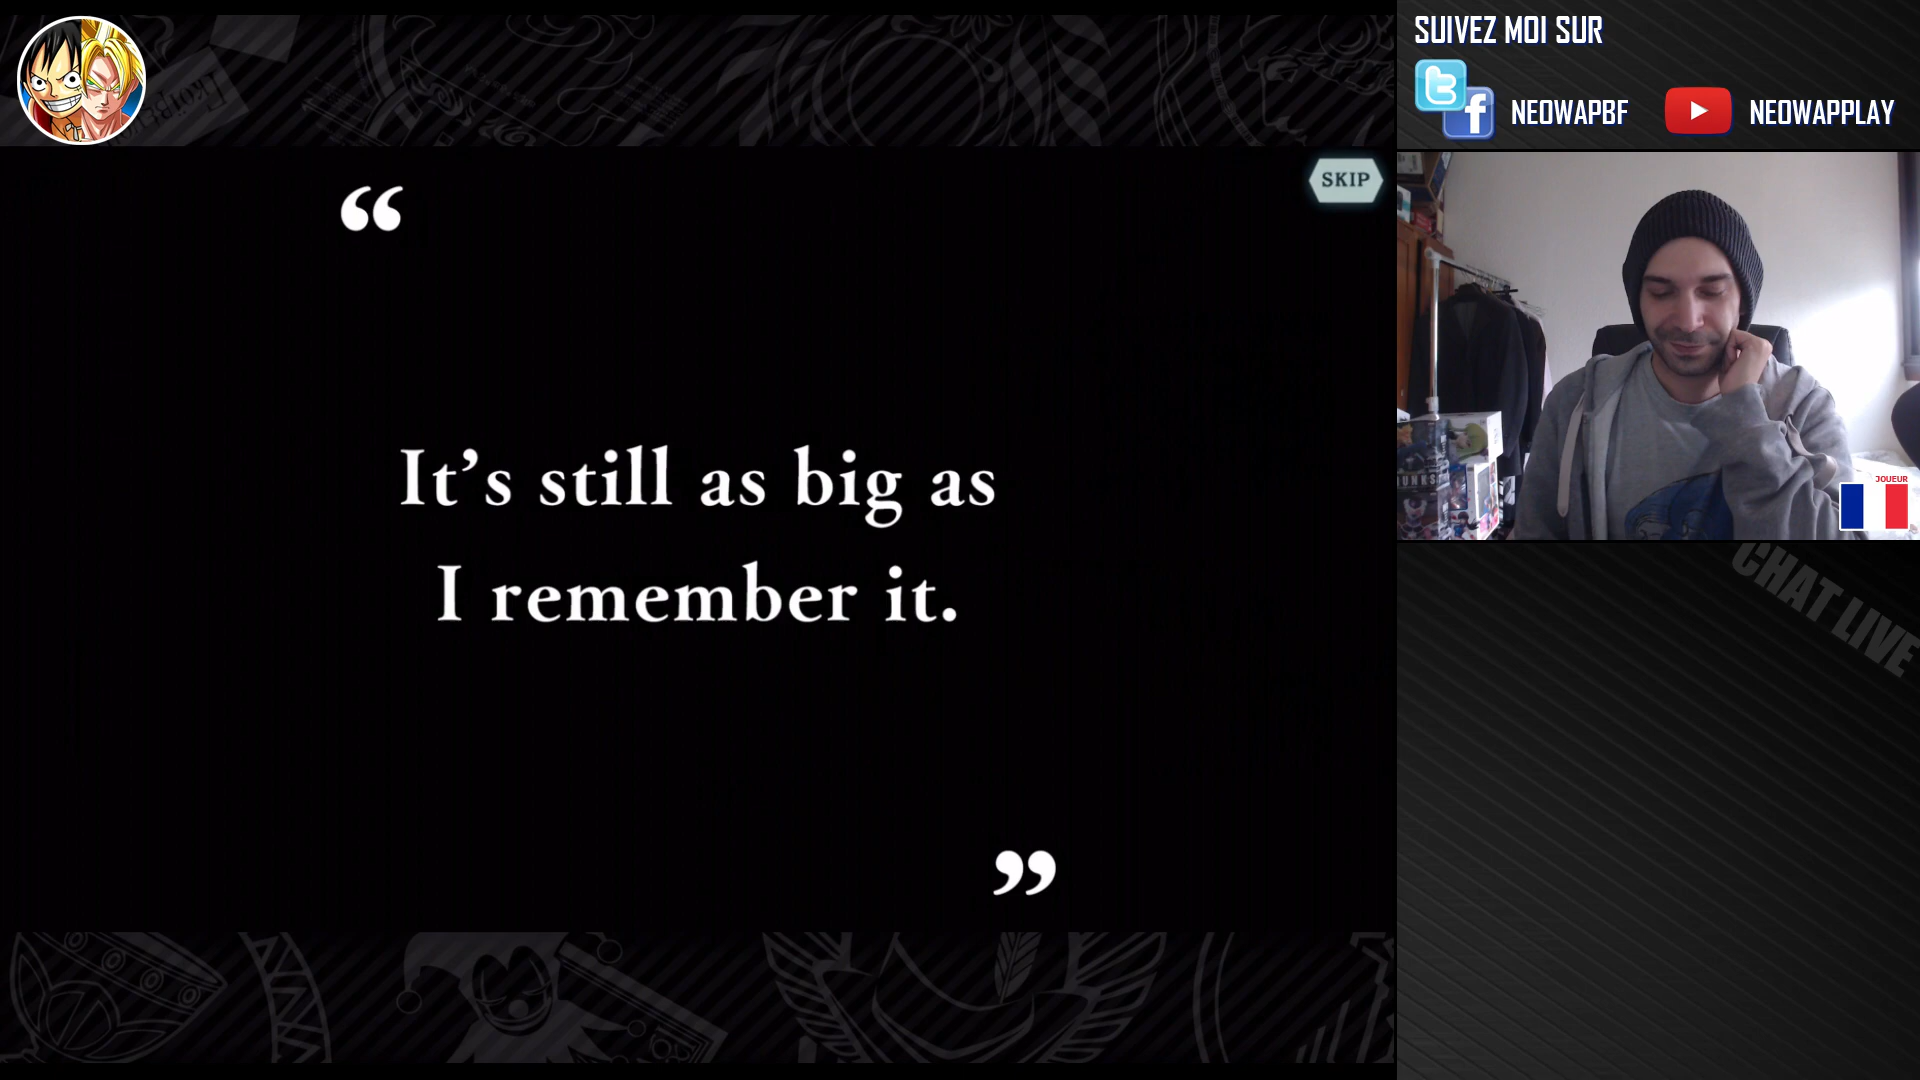 SUIVEZ MOI SUR
NEOWAPBF
NEOWAPPLAY
SKIP
“
It’s still as big as
I remember it.
”
JOUEUR
CHAT LIVE